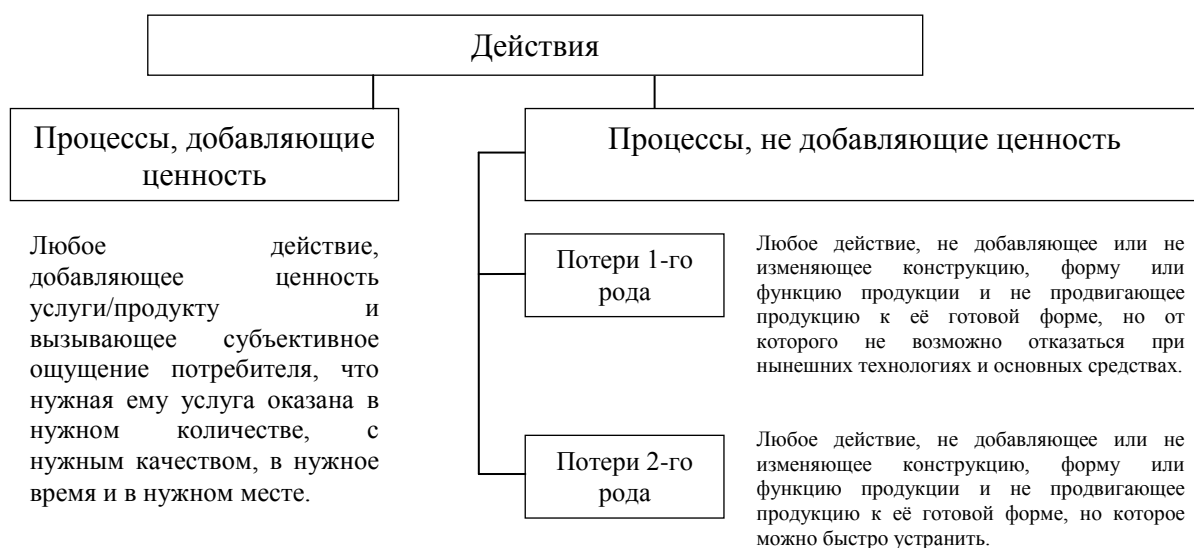 Действия
Процессы, добавляющие
ценность
Процессы, не добавляющие ценность
Любое действие,
добавляющее ценность
услуги/продукту и
вызывающее субъективное
ощущение потребителя, что
нужная ему услуга оказана в
нужном количестве, с
нужным качеством, в нужное
время и в нужном месте.
Потери 1-го
рода
Любое действие, не добавляющее или не
изменяющее конструкцию, форму или
функцию продукции и не продвигающее
продукцию к её готовой форме, но от
которого не возможно отказаться при
нынешних технологиях и основных средствах.
Потери 2-го
рода
Любое действие, не добавляющее или не
изменяющее конструкцию, форму или
функцию продукции и не продвигающее
продукцию к её готовой форме, но которое
можно быстро устранить.